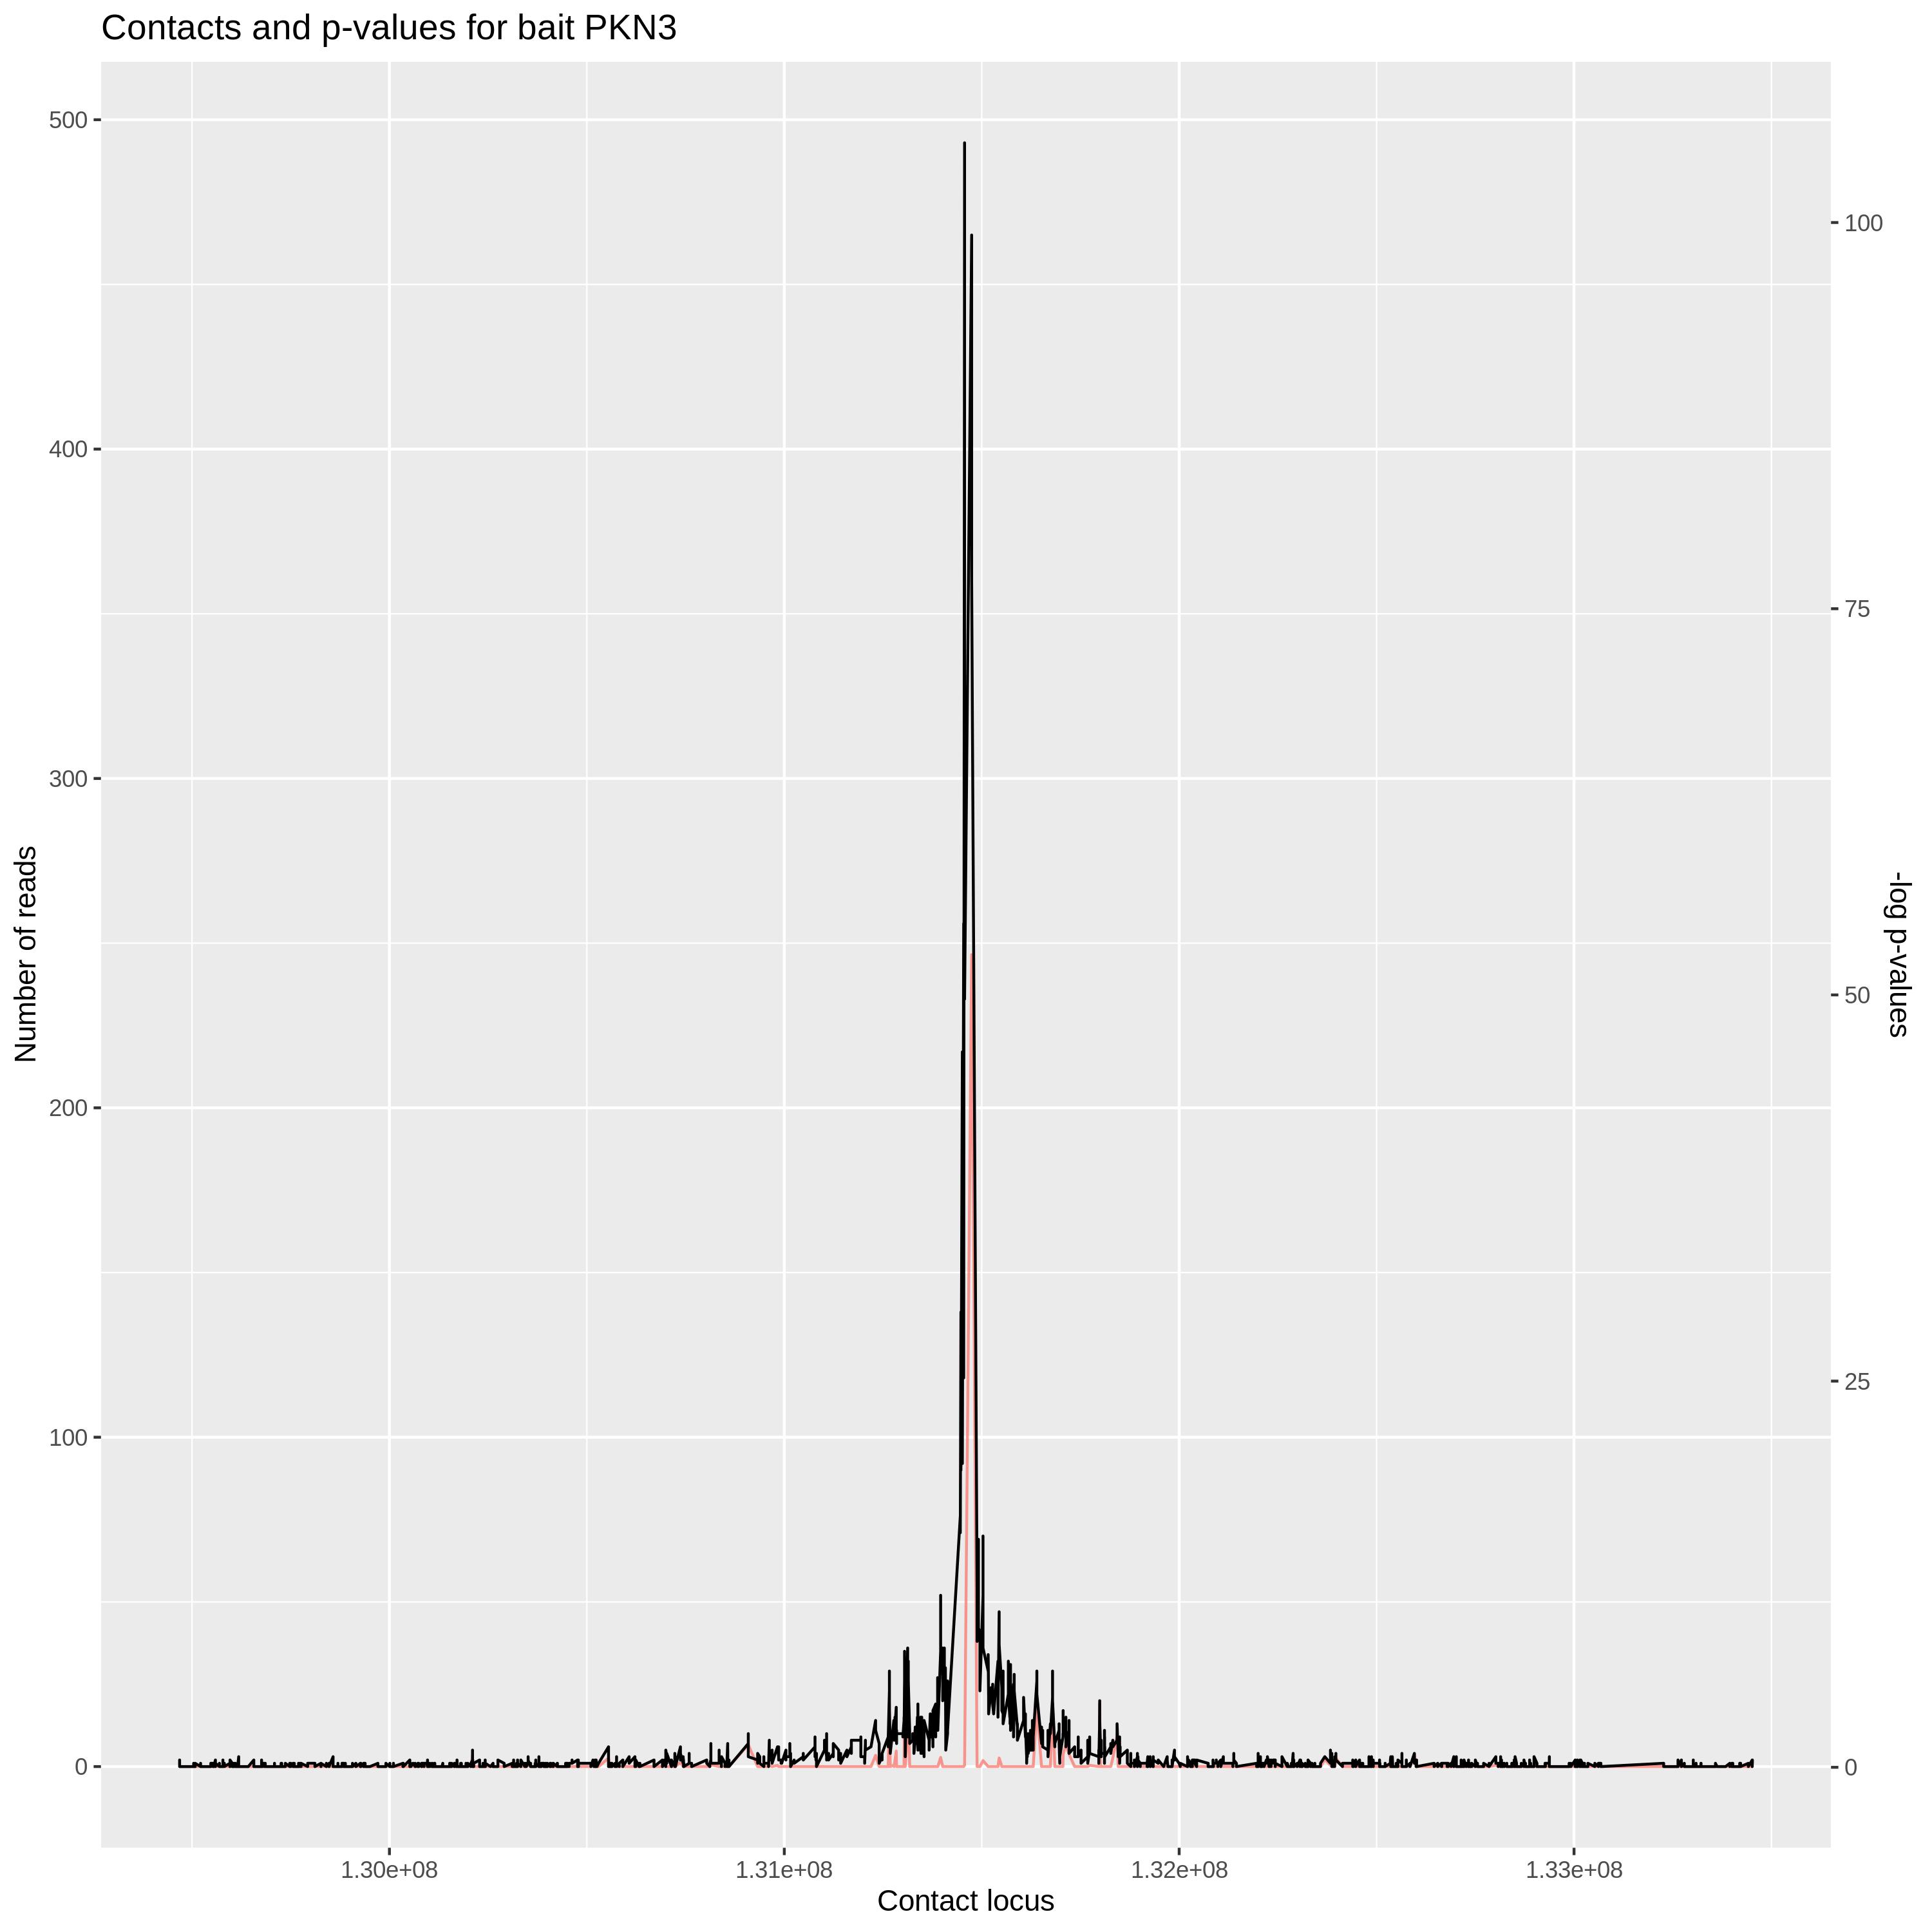 Contacts and p-values for bait PKN3
500
400
300
200
100
0
Number of reads
100
75
50
25
0
-log p-values
1.30e+08
1.31e+08
1.32e+08
1.33e+08
Contact locus